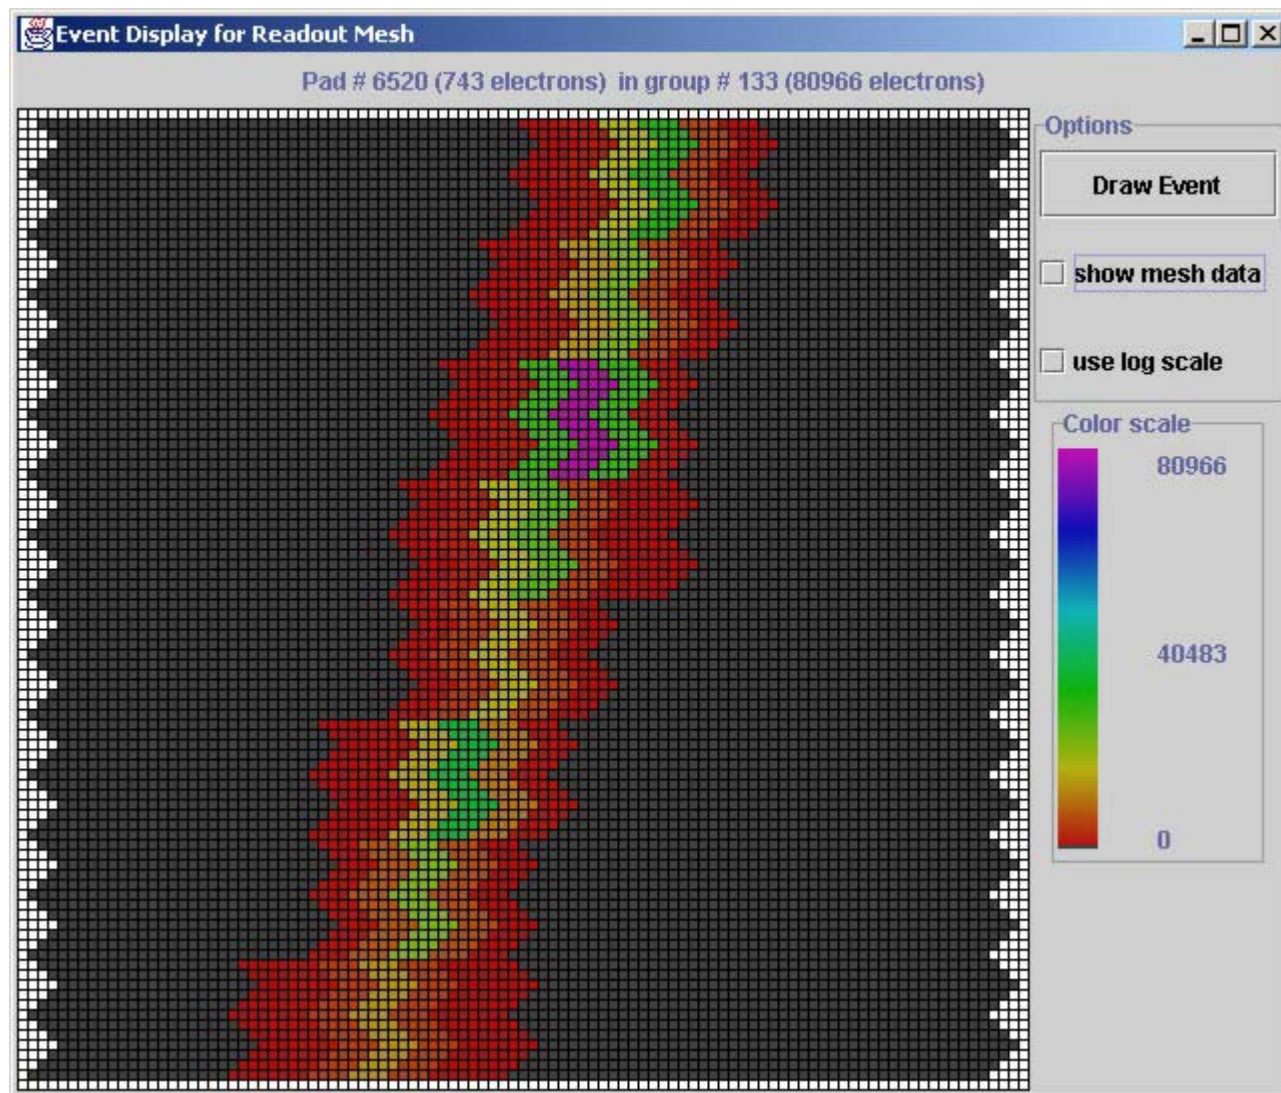 Event Display for Readout Mesh
Pad # 6520 (743 electrons) in group # 133 (80966 electrons)
Options
Draw Event
show mesh data
use log scale
Color scale
80966
40483
0